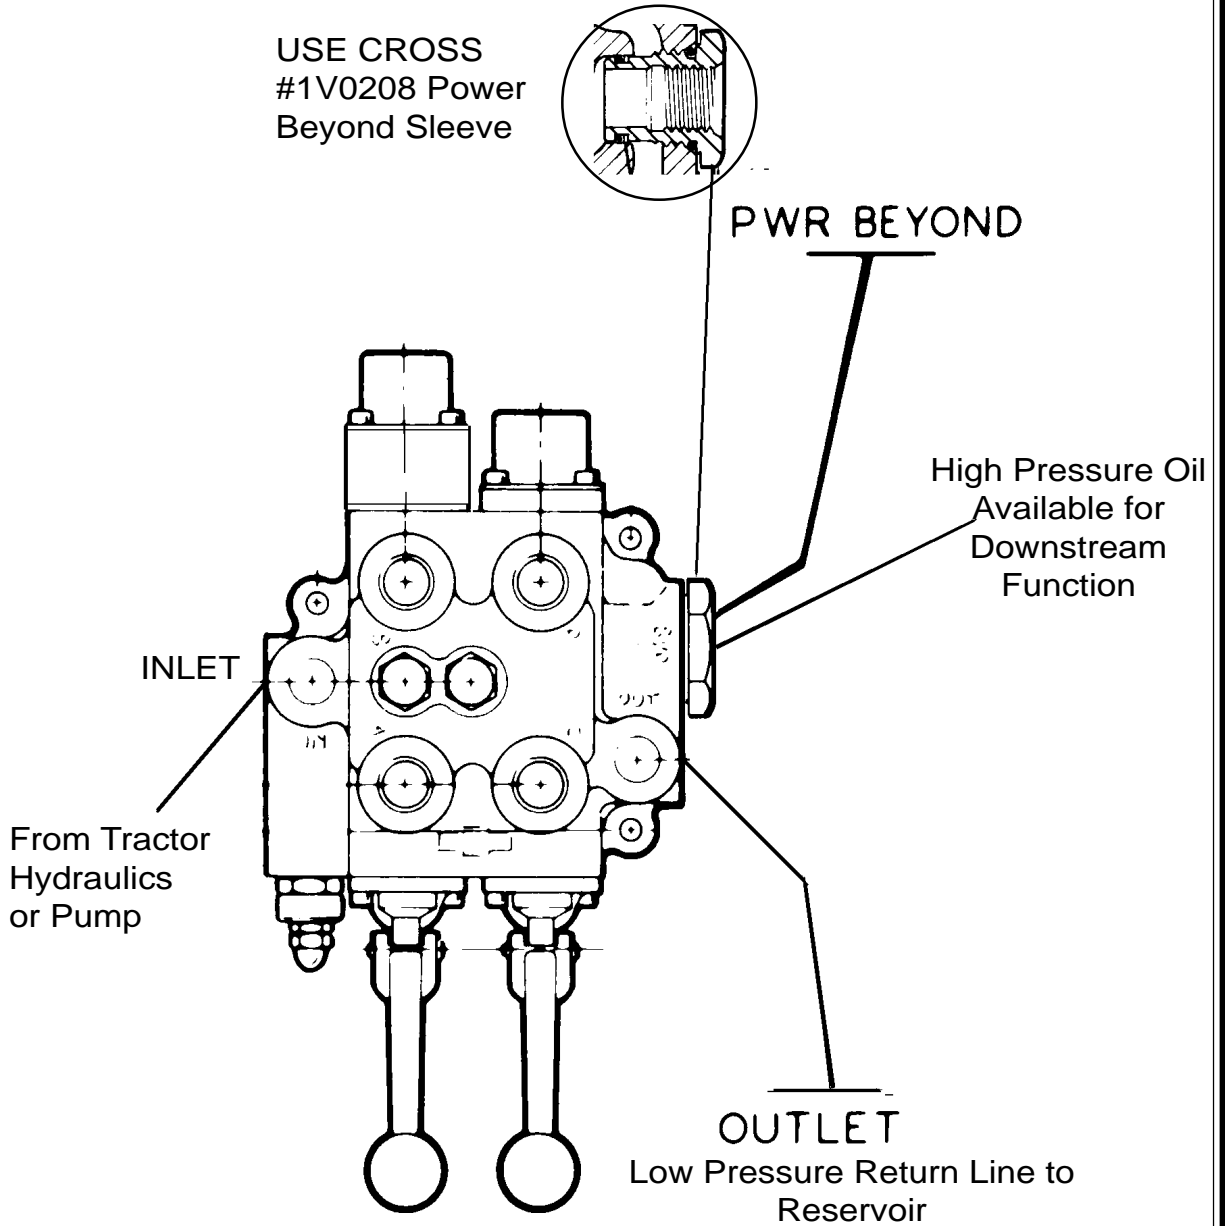 USE CROSS
#1V0208 Power
Beyond Sleeve
PWR BEYOND
High Pressure Oil
Available for
Downstream
Function
INLET
OUT
From Tractor
Hydraulics
or Pump
OUTLET
Low Pressure Return Line to
Reservoir